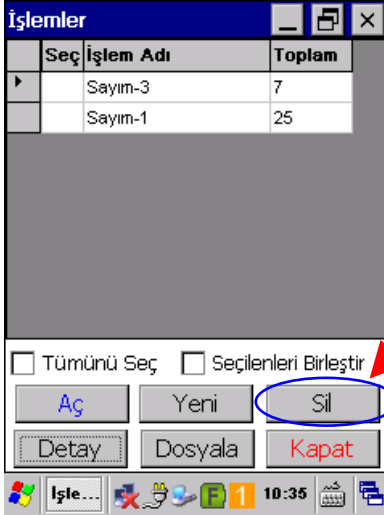 İşlemler
Seç İşlem Adı Toplam
Sayım-3 7
Sayım-1 25
Tümünü Seç Seçilenleri Birleştir
Aç Yeni Sil
Detay Dosyala Kapat
İşle... F 1 10:35